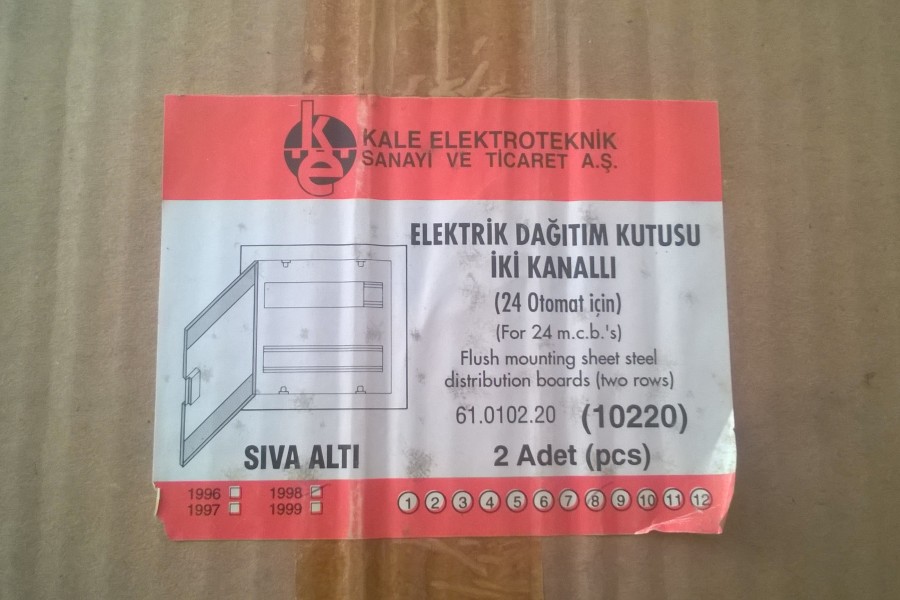 ke
KALE ELEKTROTEKNİK
SANAYİ VE TİCARET A.Ş.
ELEKTRİK DAĞITIM KUTUSU
İKİ KANALLI
(24 Otomat için)
(For 24 m.c.b.'s)
Flush mounting sheet steel
distribution boards (two rows)
61.0102.20 (10220)
SIVA ALTI
2 Adet (pcs)
1996 1998
1997 1999
1 2 3 4 5 6 7 8 9 10 11 12